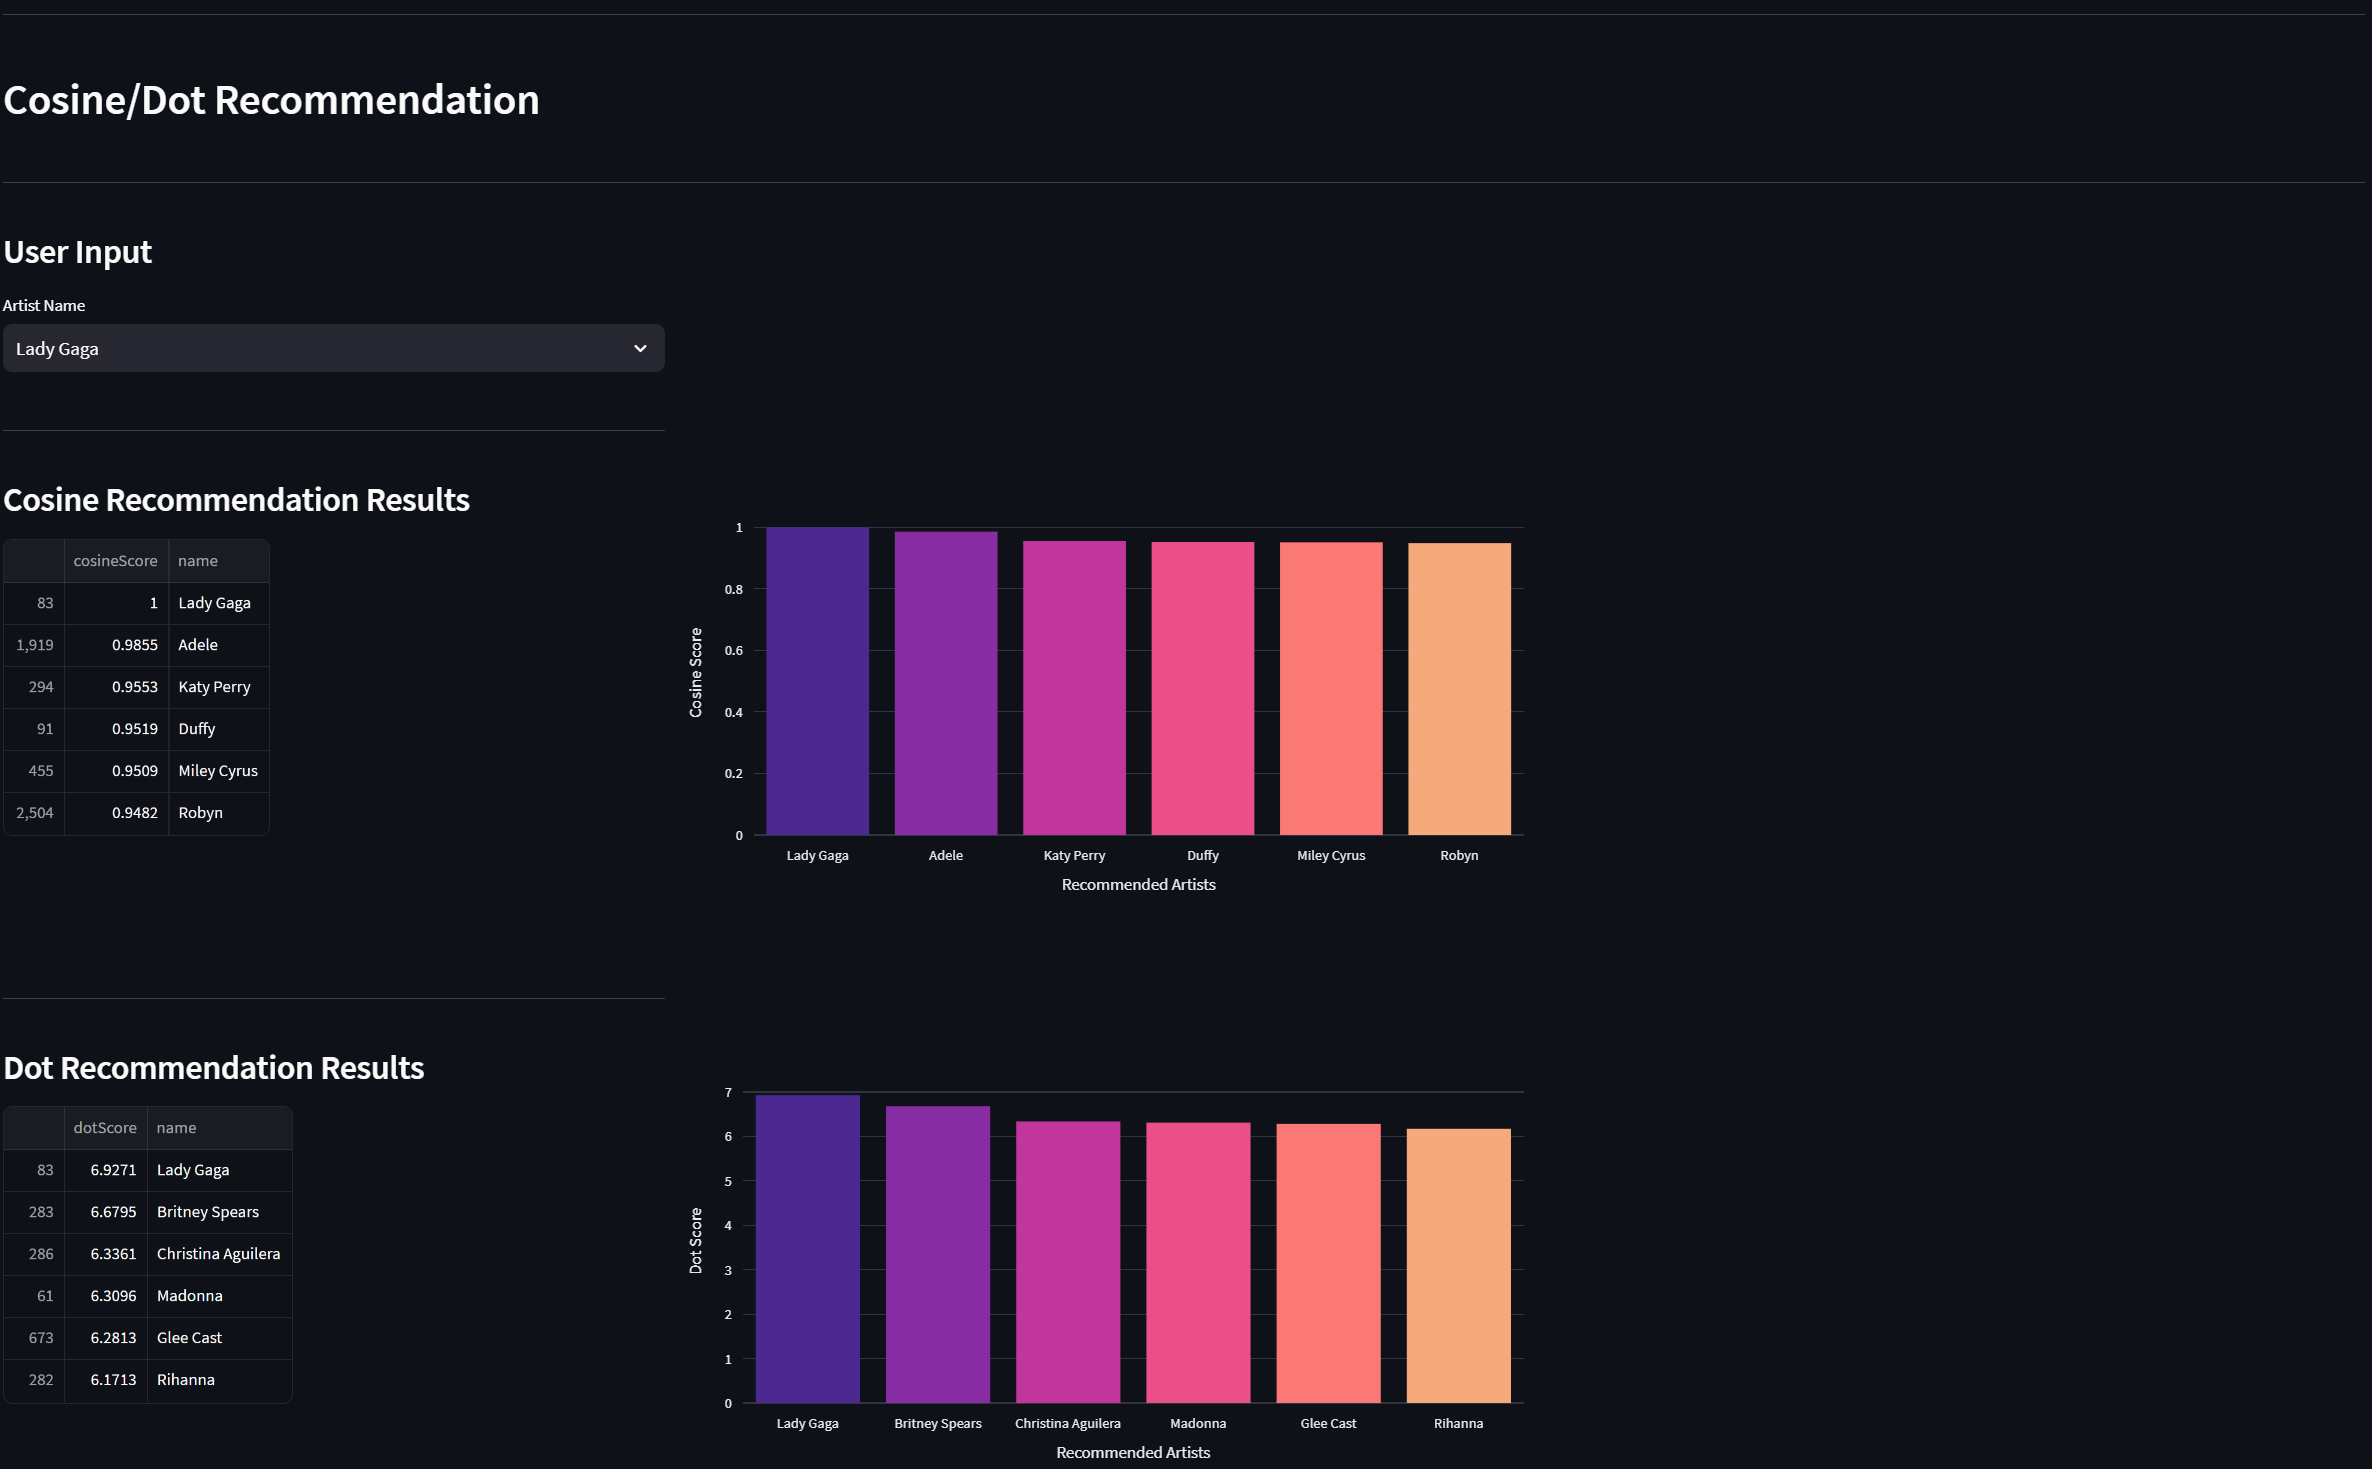 Cosine/Dot Recommendation
User Input
Artist Name
Lady Gaga
Cosine Recommendation Results
cosineScore name
83 1 Lady Gaga
1,919 0.9855 Adele
294 0.9553 Katy Perry
91 0.9519 Duffy
455 0.9509 Miley Cyrus
2,504 0.9482 Robyn
Cosine Score
1
0.8
0.6
0.4
0.2
0
Lady Gaga Adele Katy Perry Duffy Miley Cyrus Robyn
Recommended Artists
Dot Recommendation Results
dotScore name
83 6.9271 Lady Gaga
283 6.6795 Britney Spears
286 6.3361 Christina Aguilera
61 6.3096 Madonna
673 6.2813 Glee Cast
282 6.1713 Rihanna
Dot Score
7
6
5
4
3
2
1
0
Lady Gaga Britney Spears Christina Aguilera Madonna Glee Cast Rihanna
Recommended Artists